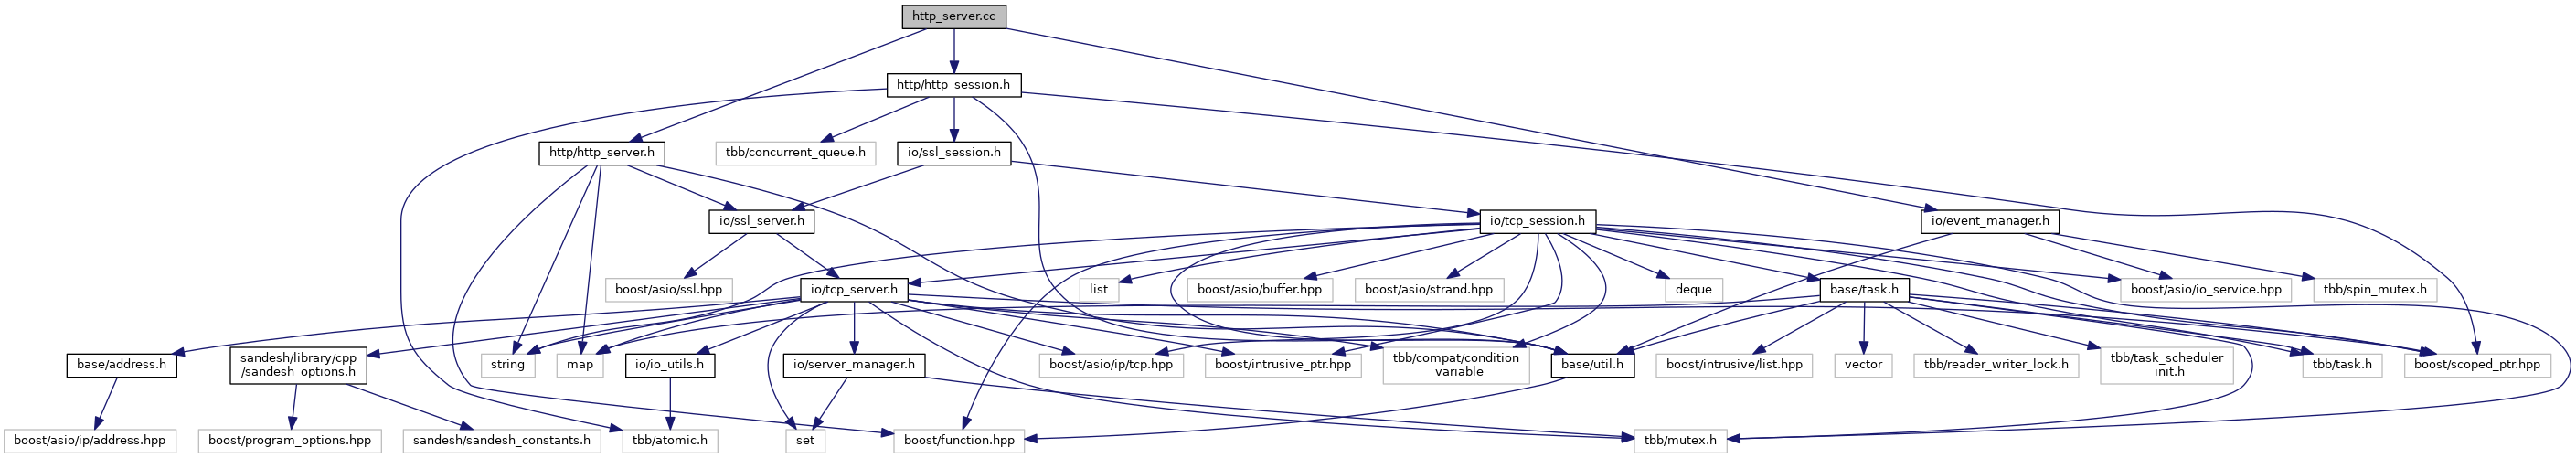 http_server.cc
http/http_session.h
http/http_server.h
tbb/concurrent_queue.h
io/ssl_session.h
io/ssl_server.h
io/tcp_session.h
io/event_manager.h
boost/asio/ssl.hpp
io/tcp_server.h
list
boost/asio/buffer.hpp
boost/asio/strand.hpp
deque
base/task.h
boost/asio/io_service.hpp
tbb/spin_mutex.h
base/address.h
sandesh/library/cpp
/sandesh_options.h
string
map
io/io_utils.h
io/server_manager.h
boost/asio/ip/tcp.hpp
boost/intrusive_ptr.hpp
tbb/compat/condition
_variable
base/util.h
boost/intrusive/list.hpp
vector
tbb/reader_writer_lock.h
tbb/task_scheduler
_init.h
tbb/task.h
boost/scoped_ptr.hpp
boost/asio/ip/address.hpp
boost/program_options.hpp
sandesh/sandesh_constants.h
tbb/atomic.h
set
boost/function.hpp
tbb/mutex.h